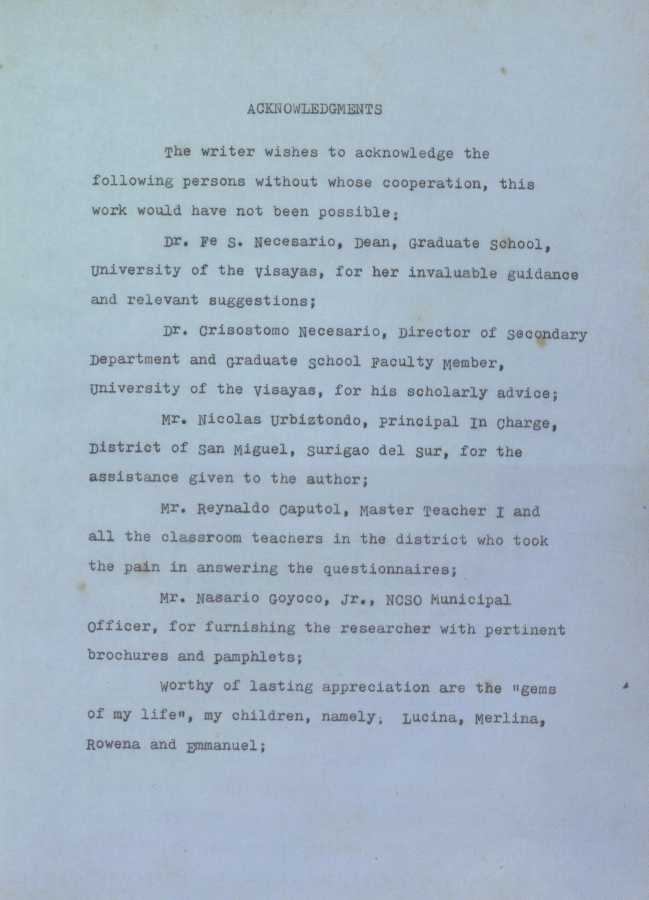 ACKNOWLEDGMENTS
The writer wishes to acknowledge the
following persons without whose cooperation, this
work would have not been possible;
Dr. Fe S. Necesario, Dean, Graduate School,
University of the Visayas, for her invaluable guidance
and relevant suggestions;
Dr. Crisostomo Necesario, Director of Secondary
Department and Graduate School Faculty Member,
University of the Visayas, for his scholarly advice;
Mr. Nicolas Urbiztondo, Principal In Charge,
District of San Miguel, Surigao del Sur, for the
assistance given to the author;
Mr. Reynaldo Caputol, Master Teacher I and
all the classroom teachers in the district who took
the pain in answering the questionnaires;
Mr. Nasario Goyoco, Jr., NCSO Municipal
Officer, for furnishing the researcher with pertinent
brochures and pamphlets;
Worthy of lasting appreciation are the "gems
of my life", my children, namely; Lucina, Merlina,
Rowena and Emmanuel;